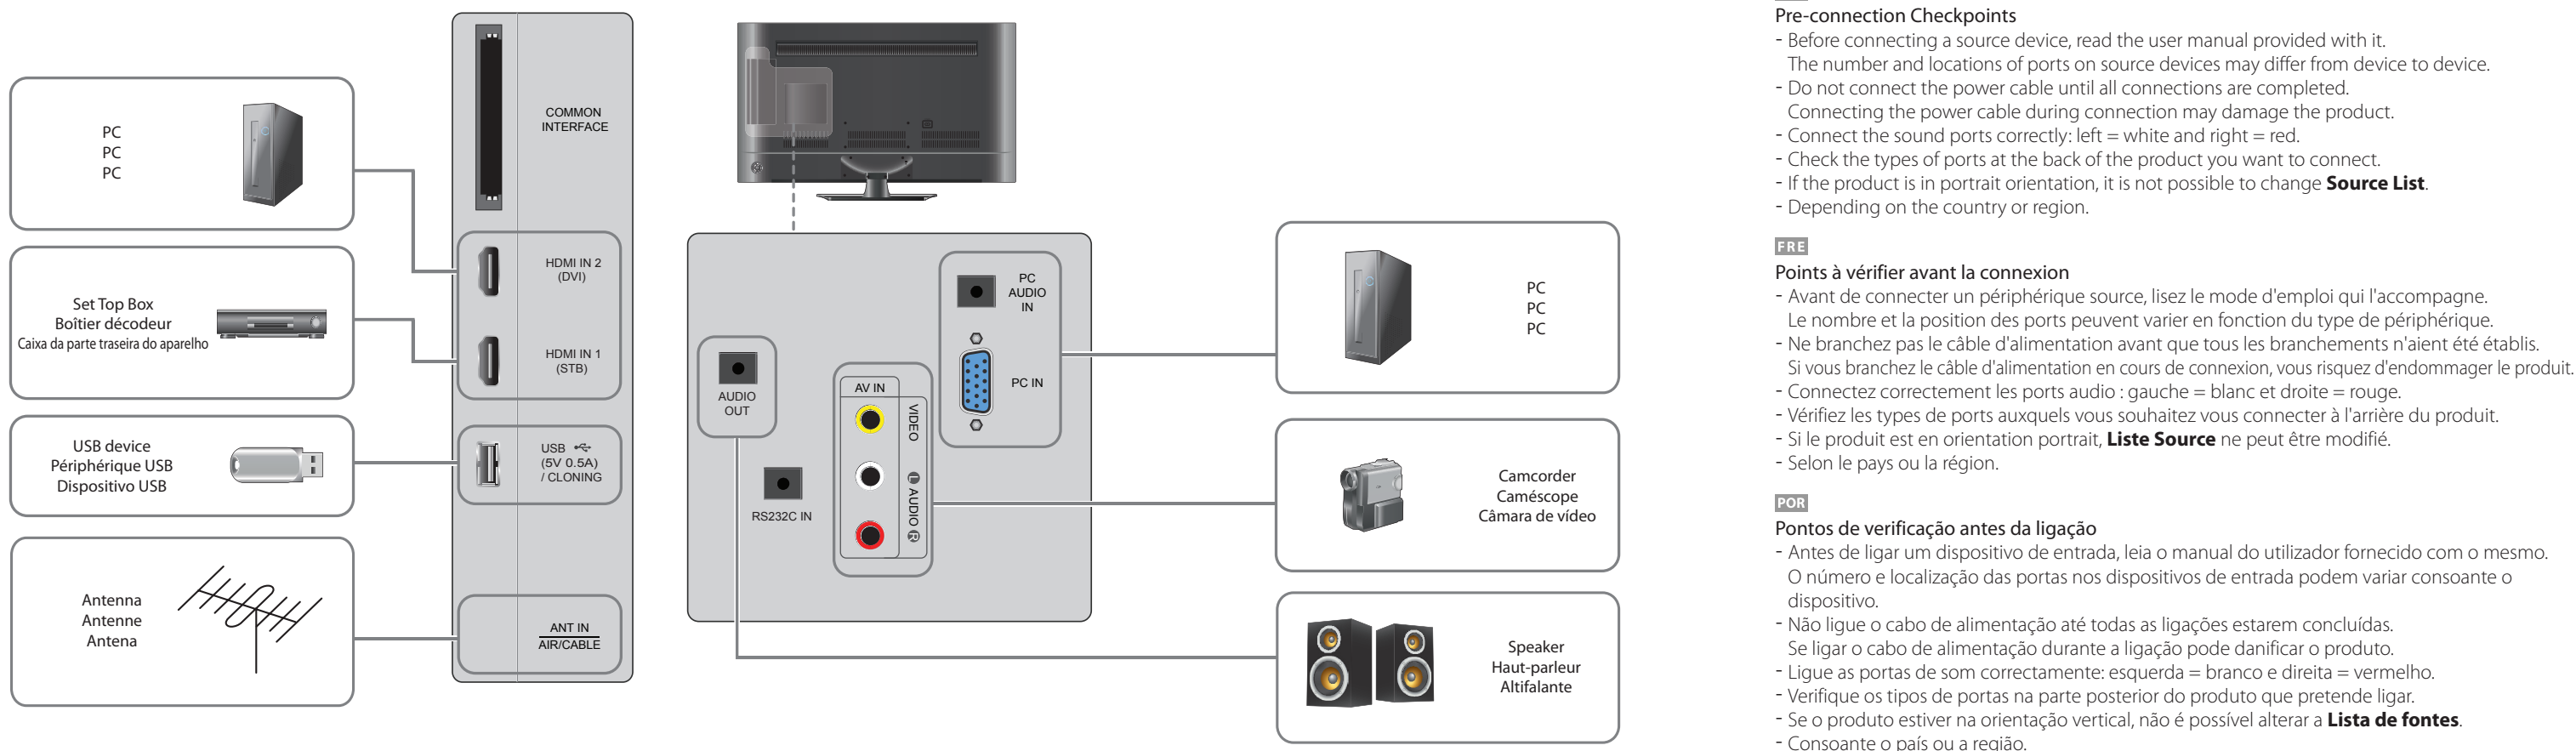 PC
PC
PC
Set Top Box
Boîtier décodeur
Caixa da parte traseira do aparelho
USB device
Périphérique USB
Dispositivo USB
Antenna
Antenne
Antena
COMMON
INTERFACE
HDMI IN 2
(DVI)
HDMI IN 1
(STB)
USB
(5V 0.5A)
/ CLONING
ANT IN
AIR/CABLE
PC
AUDIO
IN
PC IN
AUDIO
OUT
AV IN
VIDEO
L AUDIO R
RS232C IN
PC
PC
PC
Camcorder
Caméscope
Câmara de vídeo
Speaker
Haut-parleur
Altifalante
Pre-connection Checkpoints
- Before connecting a source device, read the user manual provided with it.
The number and locations of ports on source devices may differ from device to device.
- Do not connect the power cable until all connections are completed.
Connecting the power cable during connection may damage the product.
- Connect the sound ports correctly: left = white and right = red.
- Check the types of ports at the back of the product you want to connect.
- If the product is in portrait orientation, it is not possible to change Source List.
- Depending on the country or region.
FRE
Points à vérifier avant la connexion
- Avant de connecter un périphérique source, lisez le mode d'emploi qui l'accompagne.
Le nombre et la position des ports peuvent varier en fonction du type de périphérique.
- Ne branchez pas le câble d'alimentation avant que tous les branchements n'aient été établis.
Si vous branchez le câble d'alimentation en cours de connexion, vous risquez d'endommager le produit.
- Connectez correctement les ports audio : gauche = blanc et droite = rouge.
- Vérifiez les types de ports auxquels vous souhaitez vous connecter à l'arrière du produit.
- Si le produit est en orientation portrait, Liste Source ne peut être modifié.
- Selon le pays ou la région.
POR
Pontos de verificação antes da ligação
- Antes de ligar um dispositivo de entrada, leia o manual do utilizador fornecido com o mesmo.
O número e localização das portas nos dispositivos de entrada podem variar consoante o
dispositivo.
- Não ligue o cabo de alimentação até todas as ligações estarem concluídas.
Se ligar o cabo de alimentação durante a ligação pode danificar o produto.
- Ligue as portas de som correctamente: esquerda = branco e direita = vermelho.
- Verifique os tipos de portas na parte posterior do produto que pretende ligar.
- Se o produto estiver na orientação vertical, não é possível alterar a Lista de fontes.
- Consoante o país ou a região.